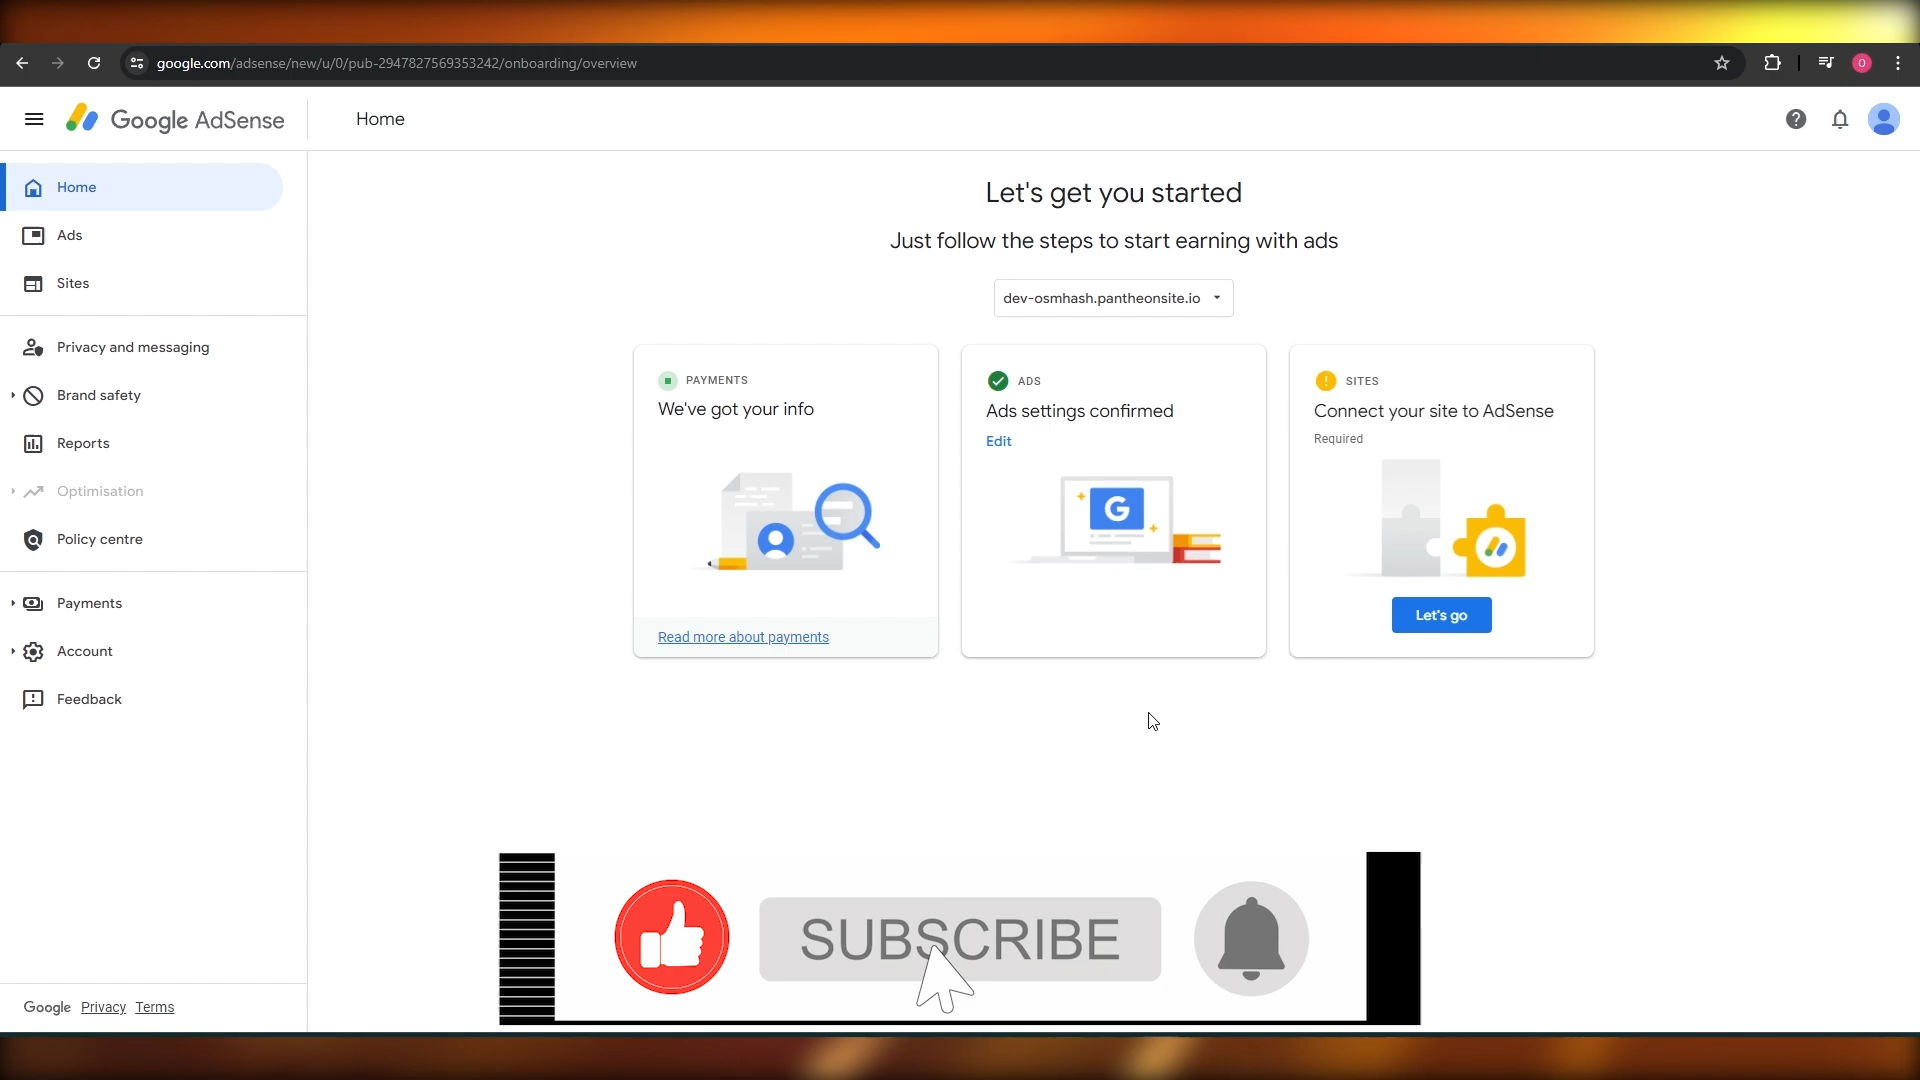 google.com/adsense/new/u/0/pub-2947827569353242/onboarding/overview
O
Google AdSense
Home
Home
Ads
Sites
Privacy and messaging
Brand safety
Reports
Optimisation
Policy centre
Payments
Account
Feedback
Google Privacy Terms
Let's get you started
Just follow the steps to start earning with ads
dev-osmhash.pantheonsite.io
PAYMENTS
We've got your info
Read more about payments
ADS
Ads settings confirmed
Edit
G
SITES
Connect your site to AdSense
Required
Let's go
SUBSCRIBE